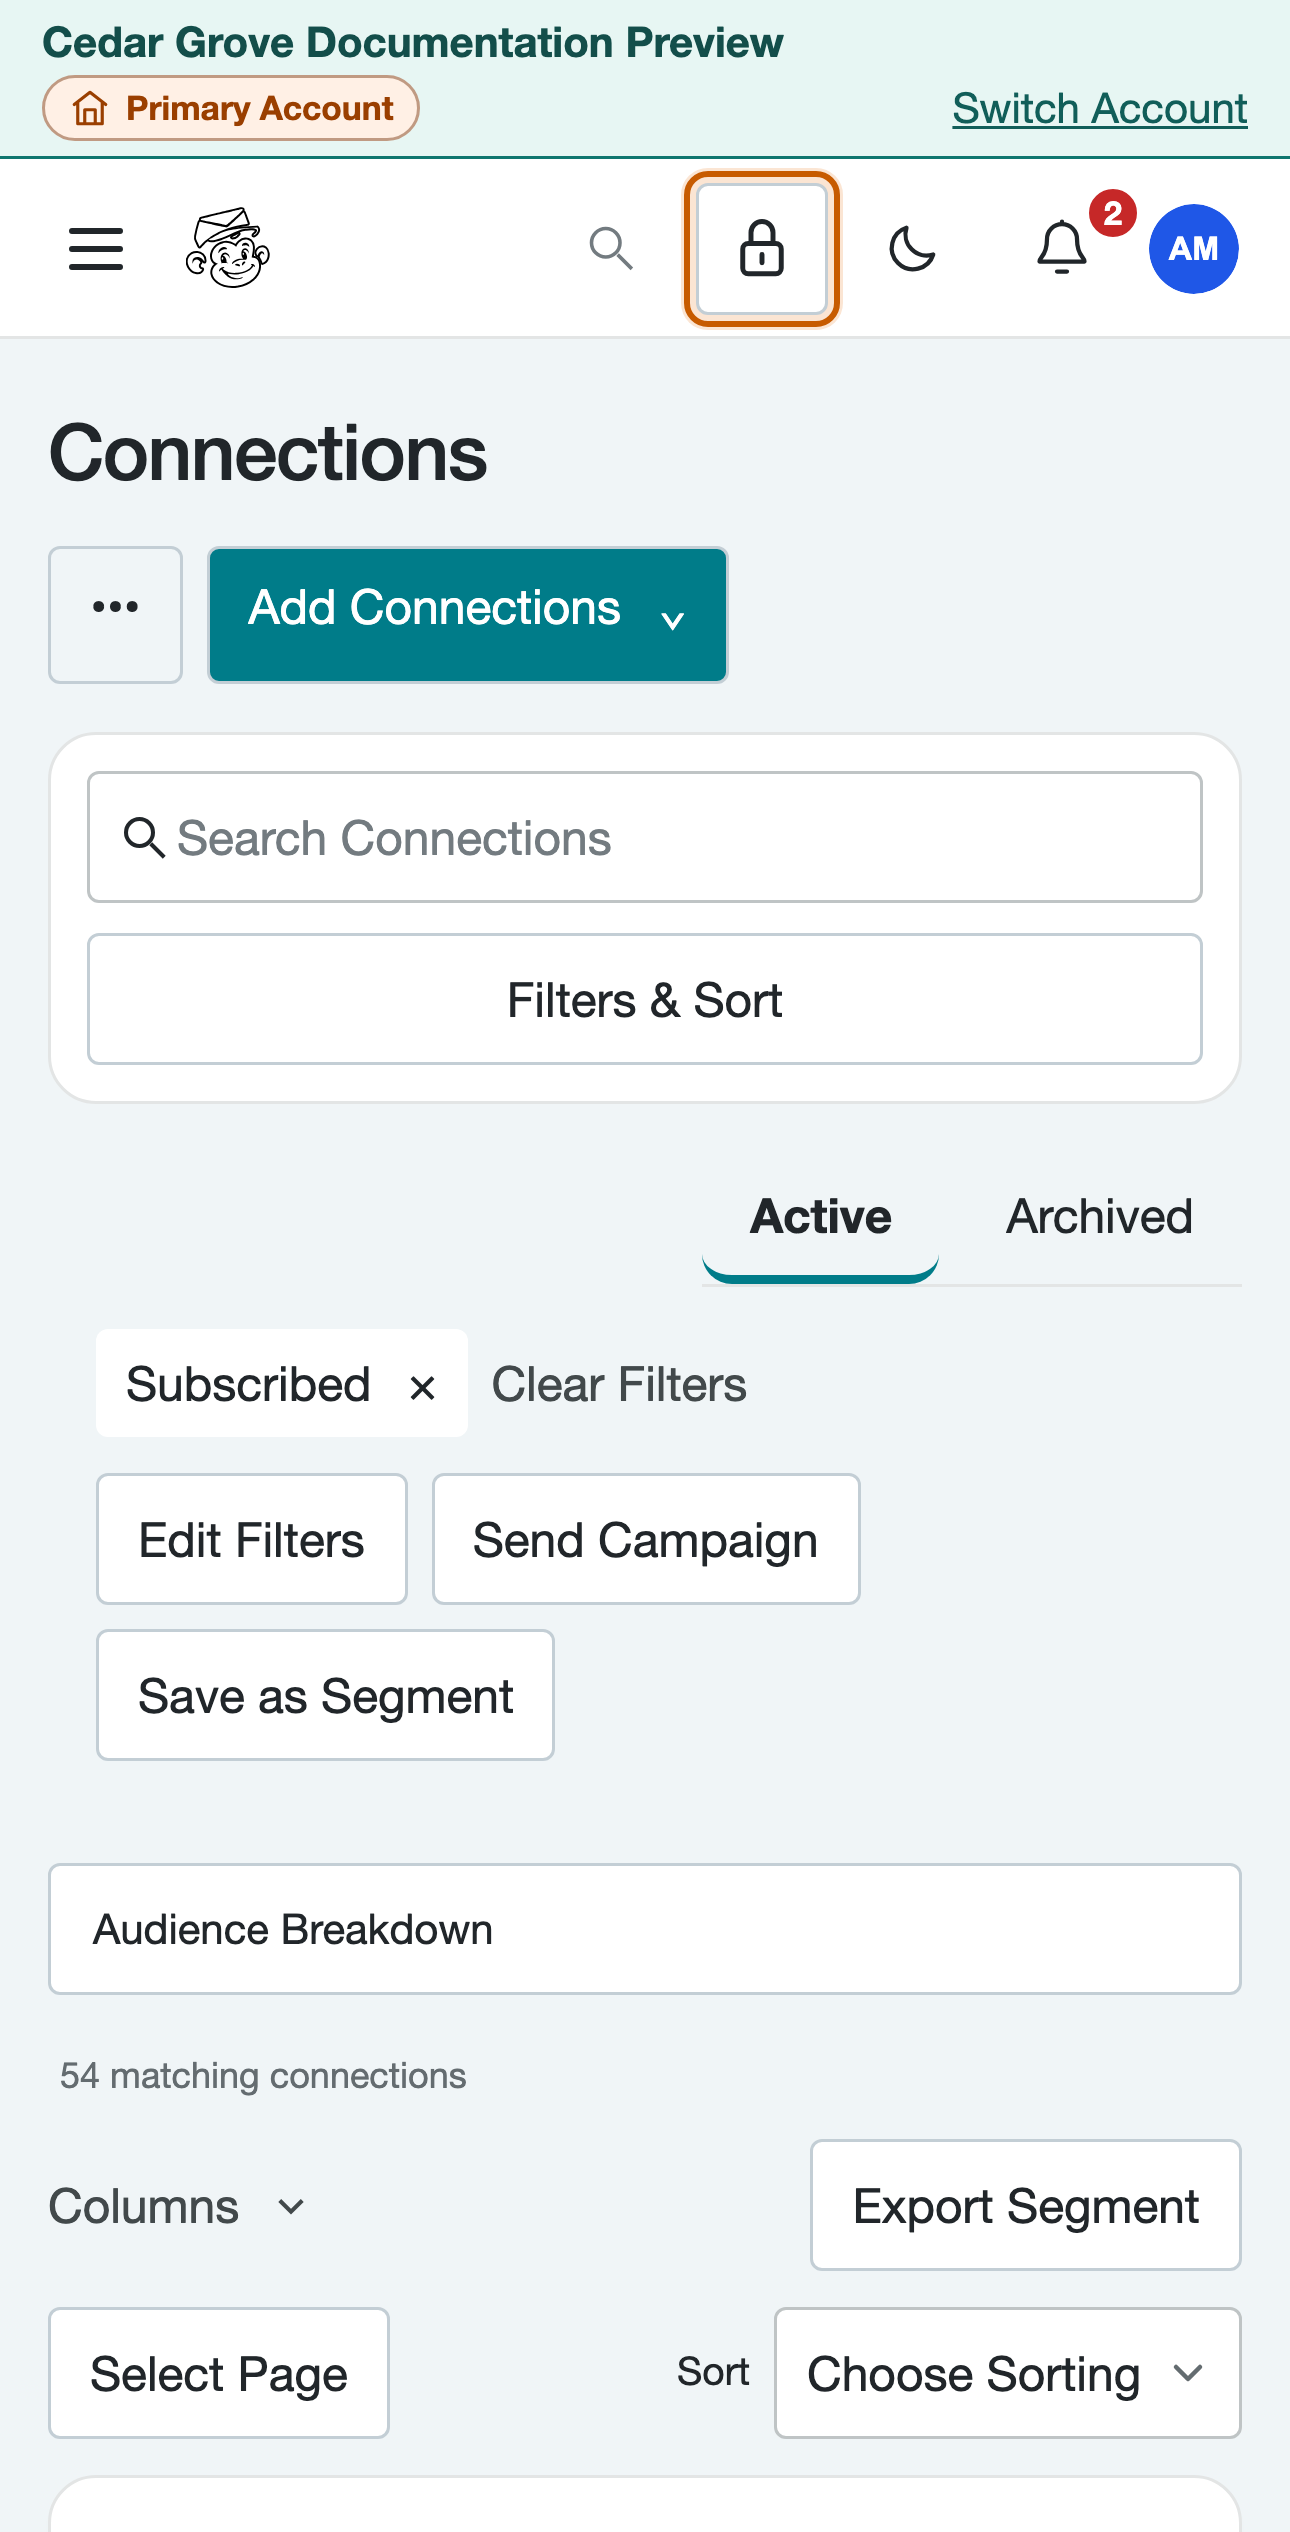 Cedar Grove Documentation Preview
Primary Account
Switch Account
2
AM
Connections
Add Connections
Search Connections
Filters & Sort
Active Archived
Subscribed × Clear Filters
Edit Filters Send Campaign
Save as Segment
Audience Breakdown
54 matching connections
Columns Export Segment
Select Page Sort Choose Sorting